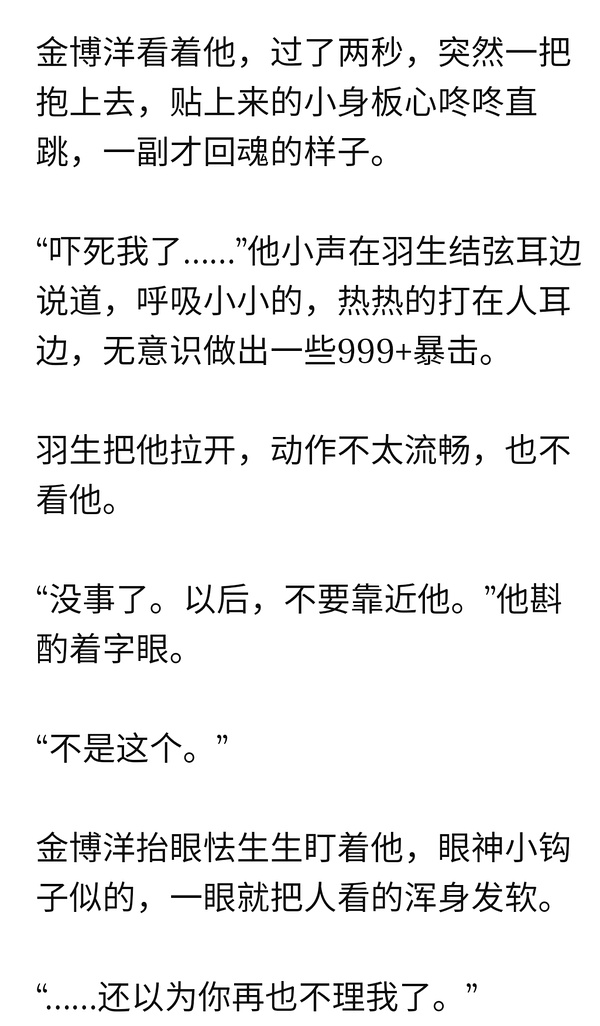 金博洋看着他，过了两秒，突然一把
抱上去，贴上来的小身板心咚咚直
跳，一副才回魂的样子。
“吓死我了……”他小声在羽生结弦耳边
说道，呼吸小小的，热热的打在人耳
边，无意识做出一些999+暴击。
羽生把他拉开，动作不太流畅，也不
看他。
“没事了。以后，不要靠近他。”他斟
酌着字眼。
“不是这个。”
金博洋抬眼怯生生盯着他，眼神小钩
子似的，一眼就把人看的浑身发软。
“……还以为你再也不理我了。”